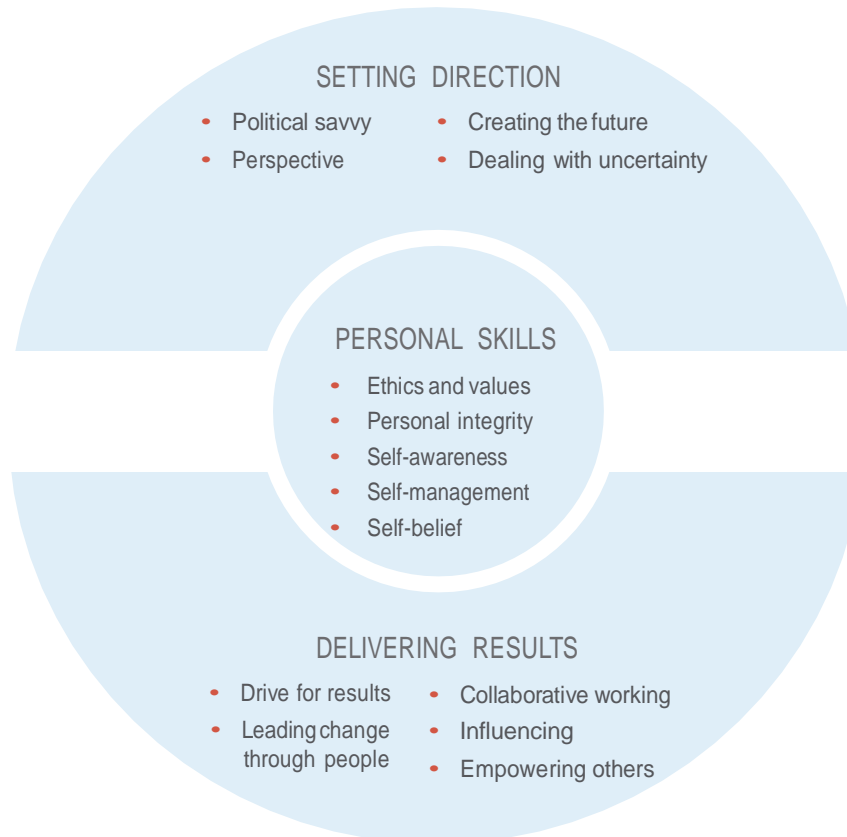 SETTING DIRECTION
• Political savvy
• Perspective
• Creating the future
• Dealing with uncertainty
PERSONAL SKILLS
• Ethics and values
• Personal integrity
• Self-awareness
• Self-management
• Self-belief
DELIVERING RESULTS
• Drive for results
• Leading change
through people
• Collaborative working
• Influencing
• Empowering others